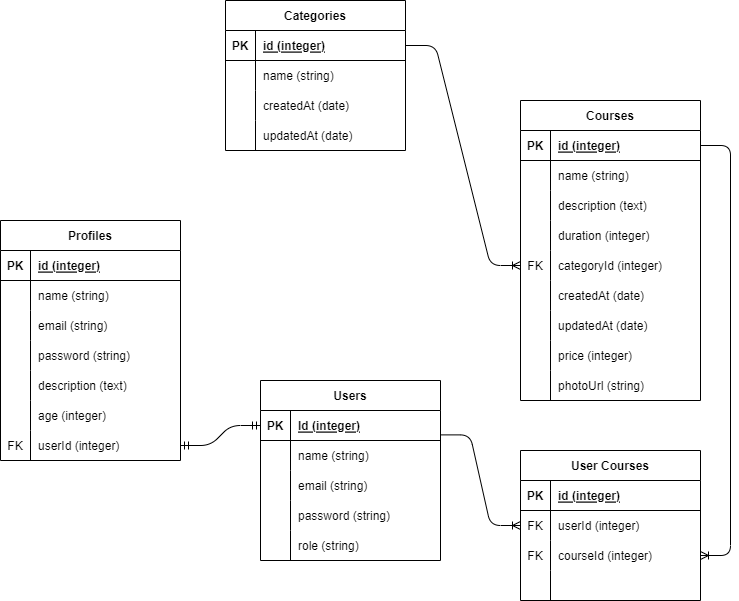 Categories
PK id (integer)
name (string)
createdAt (date)
updatedAt (date)
Courses
PK id (integer)
name (string)
description (text)
duration (integer)
FK categoryId (integer)
createdAt (date)
updatedAt (date)
price (integer)
photoUrl (string)
Profiles
PK id (integer)
name (string)
email (string)
password (string)
description (text)
age (integer)
FK userId (integer)
Users
PK Id (integer)
name (string)
email (string)
password (string)
role (string)
User Courses
PK id (integer)
FK userId (integer)
FK courseId (integer)